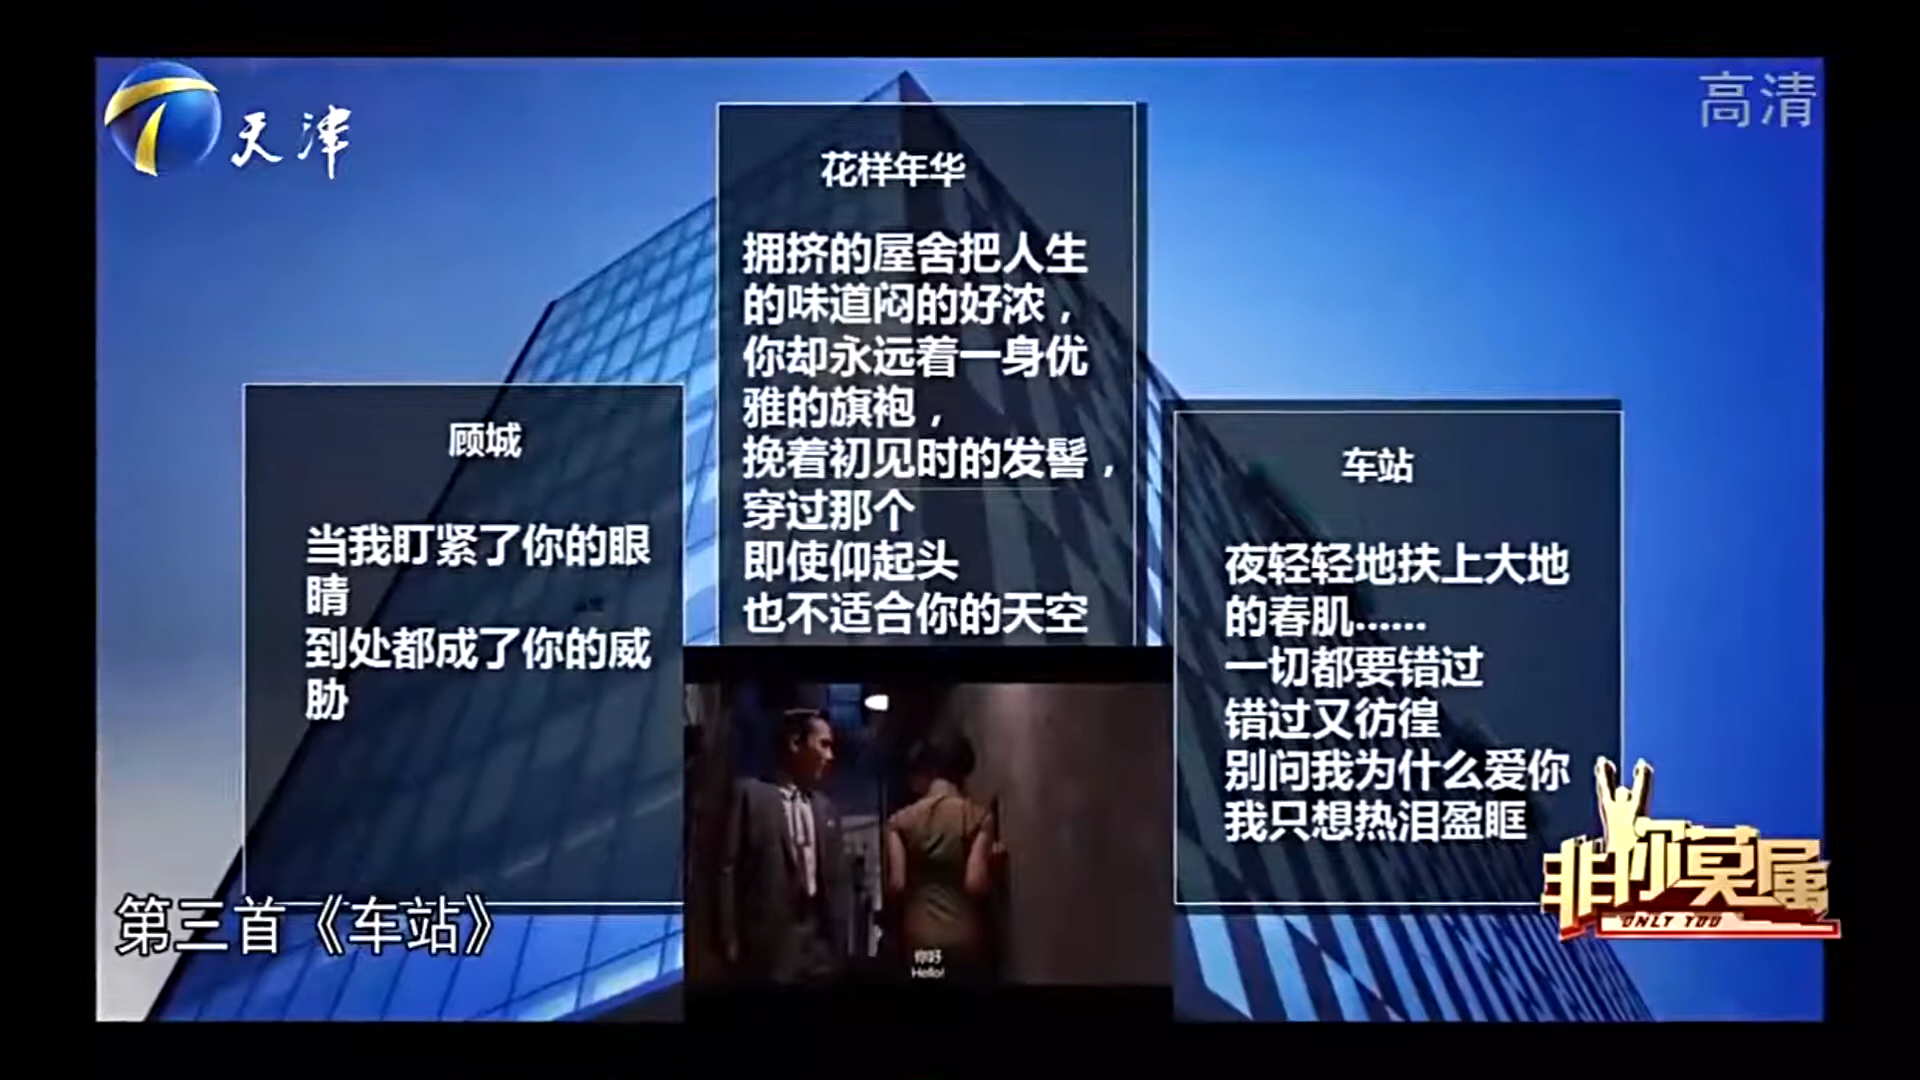 天津
高清
花样年华
拥挤的屋舍把人生
的味道闷的好浓，
你却永远着一身优
雅的旗袍，
挽着初见时的发髻，
穿过那个
即使仰起头
也不适合你的天空
顾城
当我盯紧了你的眼
睛
到处都成了你的威
胁
车站
夜轻轻地扶上大地
的春肌……
一切都要错过
错过又彷徨
别问我为什么爱你
我只想热泪盈眶
你好
Hello!
第三首《车站》
非你莫属
ONLY YOU